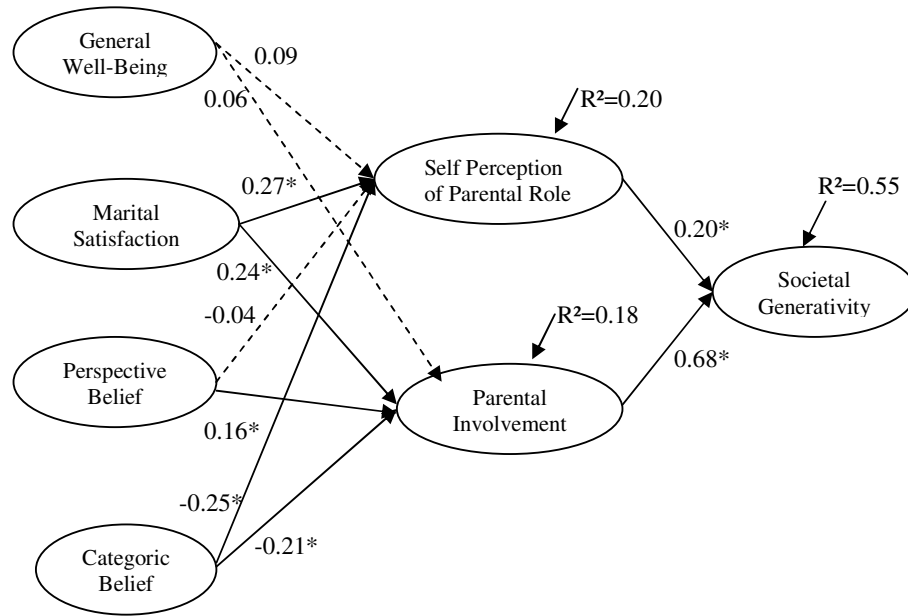 General
Well-Being
0.09
0.06
R²=0.20
Self Perception
of Parental Role
0.27*
Marital
Satisfaction
R²=0.55
0.20*
0.24*
Societal
Generativity
-0.04
R²=0.18
0.68*
Perspective
Belief
Parental
Involvement
0.16*
-0.25*
-0.21*
Categoric
Belief